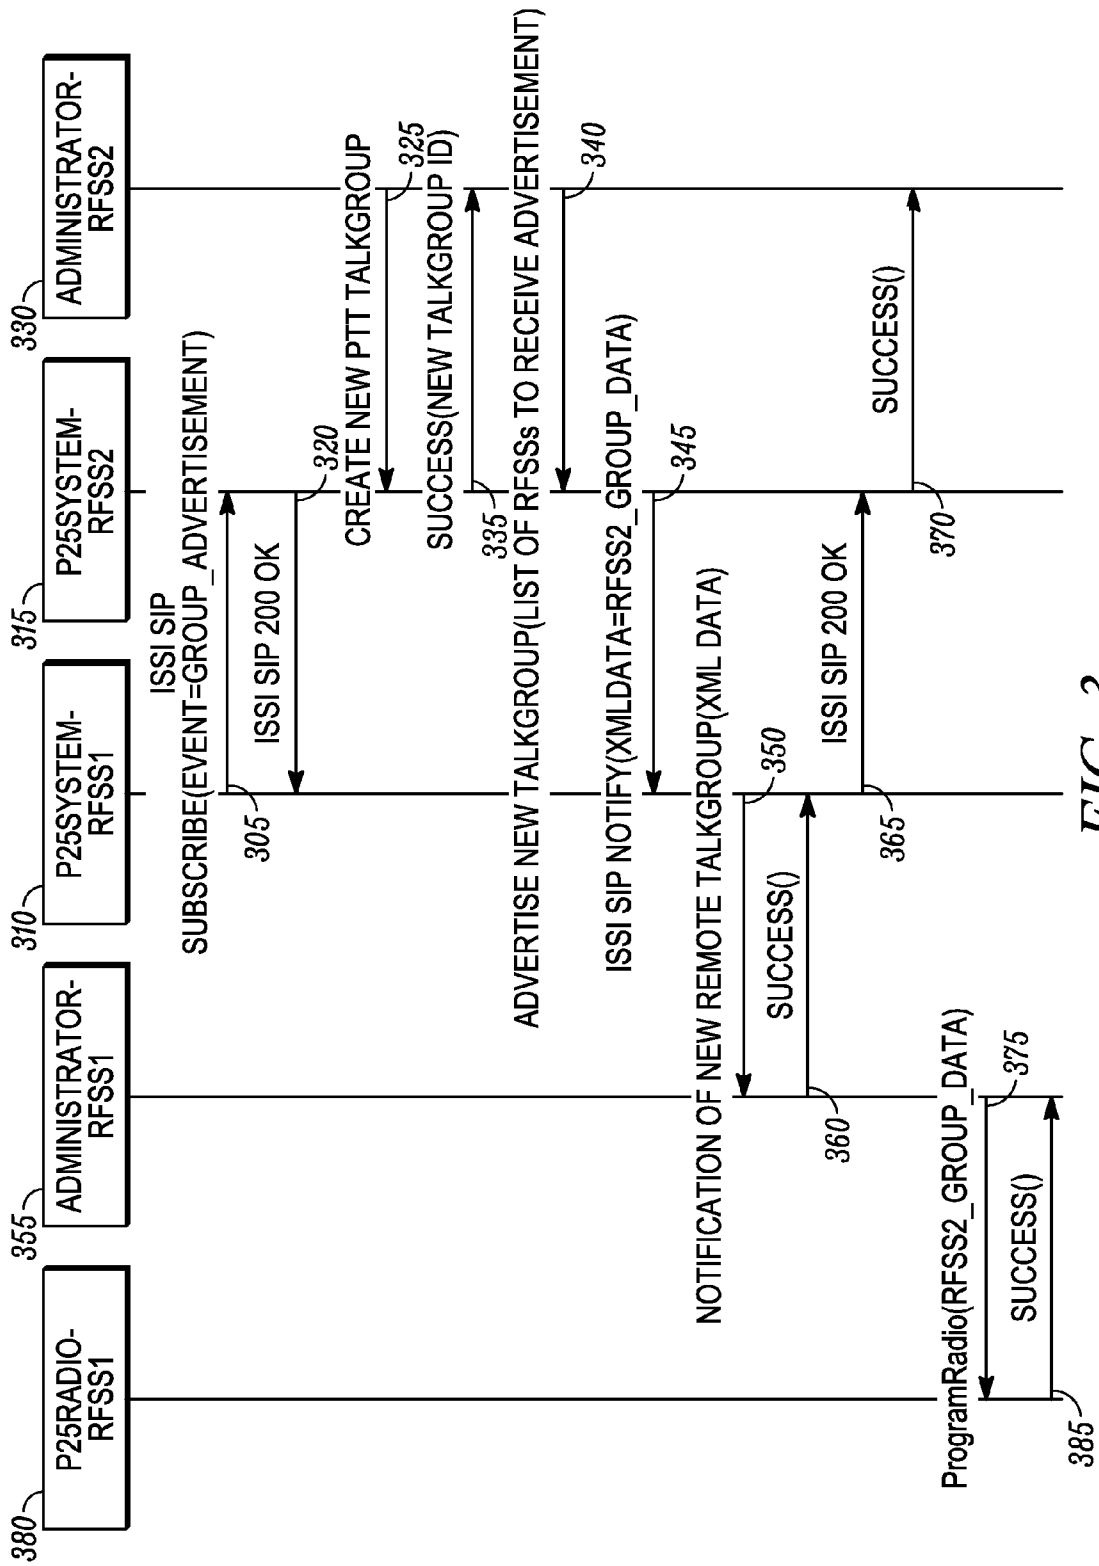 380
P25RADIO-
RFSS1
355
ADMINISTRATOR-
RFSS1
310
P25SYSTEM-
RFSS1
315
P25SYSTEM-
RFSS2
330
ADMINISTRATOR-
RFSS2
ISSI SIP
SUBSCRIBE(EVENT=GROUP_ADVERTISEMENT)
305
ISSI SIP 200 OK
320
CREATE NEW PTT TALKGROUP
325
SUCCESS(NEW TALKGROUP ID)
335
ADVERTISE NEW TALKGROUP(LIST OF RFSSs TO RECEIVE ADVERTISEMENT)
340
ISSI SIP NOTIFY(XMLDATA=RFSS2_GROUP_DATA)
345
NOTIFICATION OF NEW REMOTE TALKGROUP(XML DATA)
350
SUCCESS()
360
ISSI SIP 200 OK
365
SUCCESS()
370
ProgramRadio(RFSS2_GROUP_DATA)
375
SUCCESS()
385